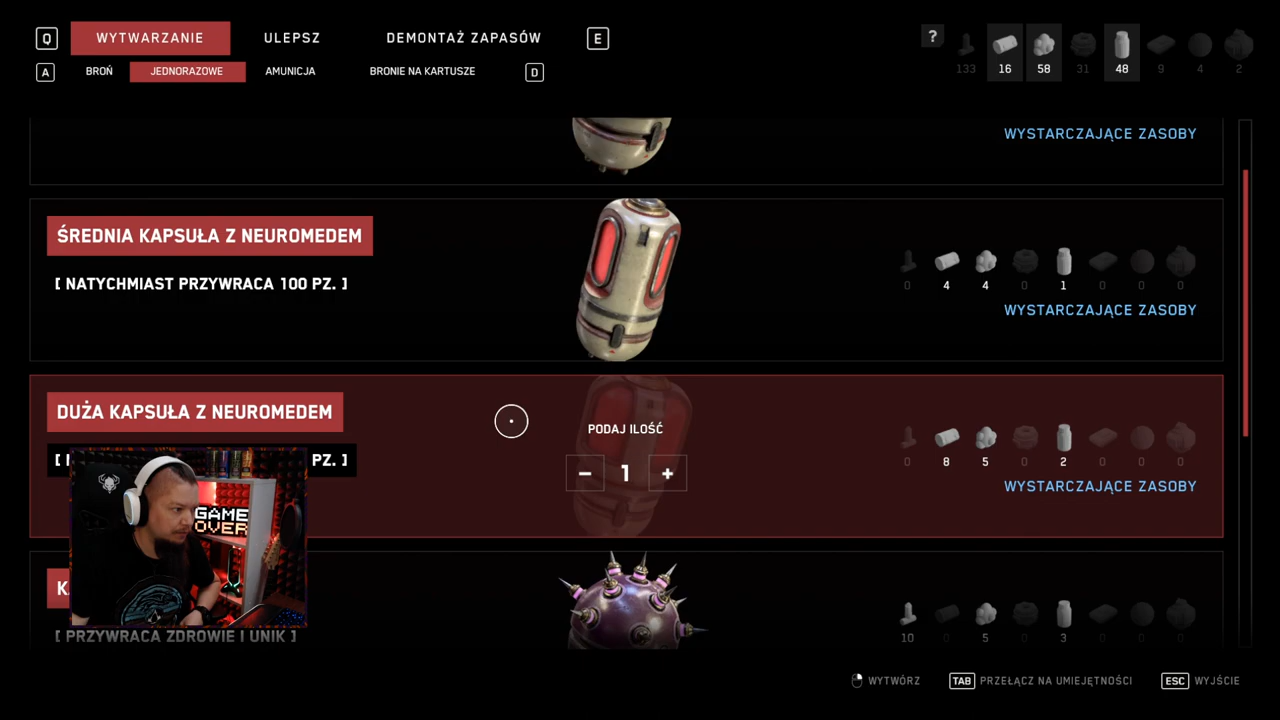 Q WYTWARZANIE ULEPSZ DEMONTAŻ ZAPASÓW E
A BROŃ JEDNORAZOWE AMUNICJA BRONIE NA KARTUSZE D
?
133 16 58 31 48 9 4 2
WYSTARCZAJĄCE ZASOBY
ŚREDNIA KAPSUŁA Z NEUROMEDEM
[ NATYCHMIAST PRZYWRACA 100 PZ. ]
0 4 4 0 1 0 0 0
WYSTARCZAJĄCE ZASOBY
DUŻA KAPSUŁA Z NEUROMEDEM
PZ. ]
PODAJ ILOŚĆ
− 1 +
0 8 5 0 2 0 0 0
WYSTARCZAJĄCE ZASOBY
GAME
OVER
[ PRZYWRACA ZDROWIE I UNIK ]
10 0 5 0 3 0 0 0
WYTWÓRZ TAB PRZEŁĄCZ NA UMIEJĘTNOŚCI ESC WYJŚCIE